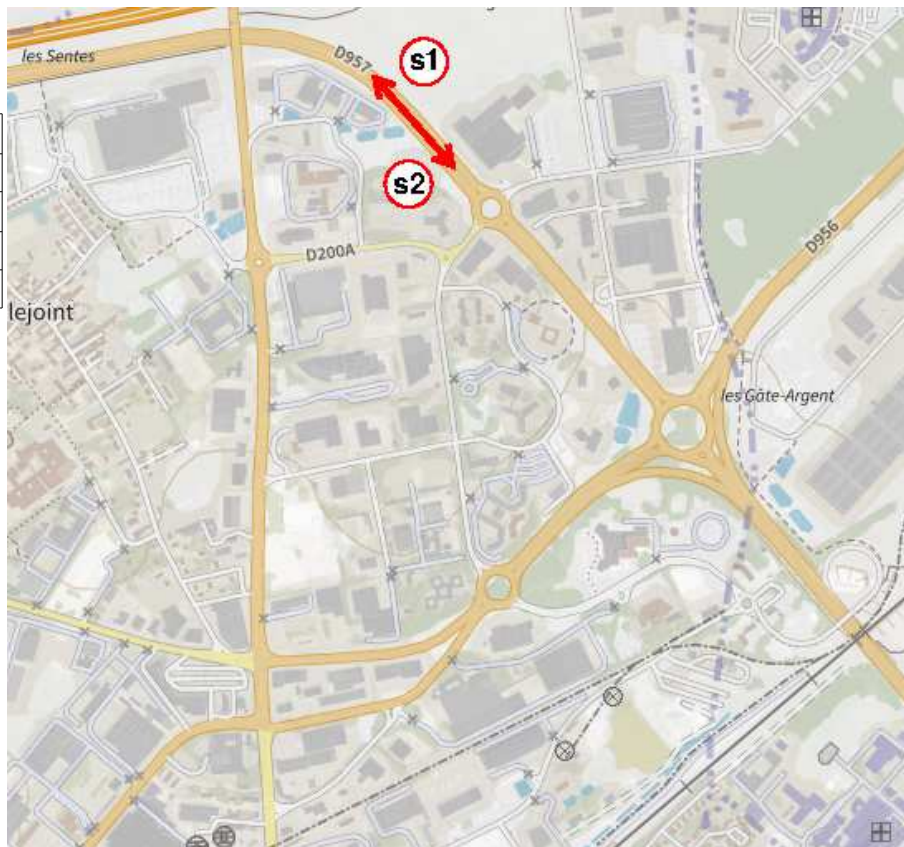 les Sentes
D957
s1
s2
D200A
D956
lejoint
les Gâte-Argent